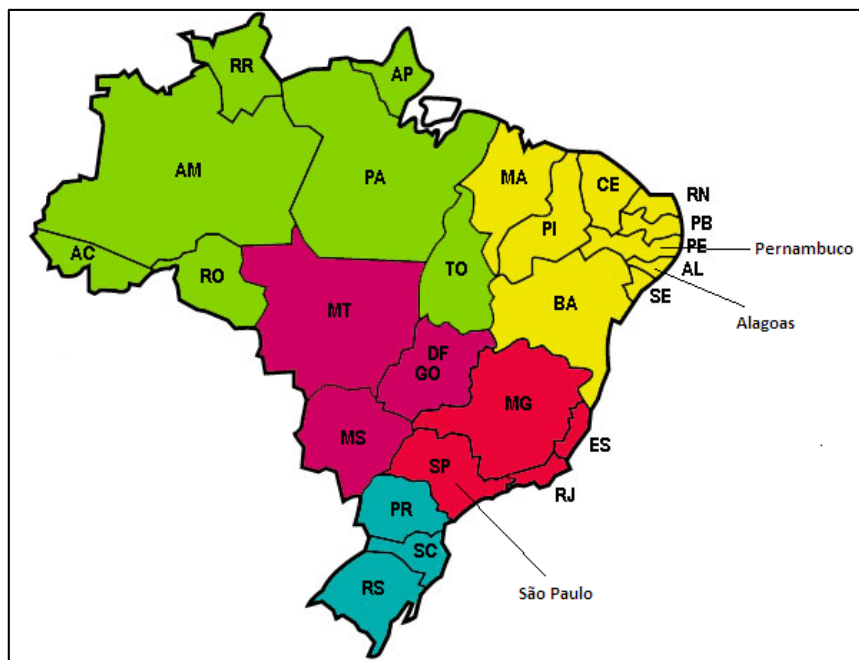 RR
AP
AM
PA
MA
CE
RN
PI
PB
PE
Pernambuco
AC
RO
TO
AL
SE
BA
Alagoas
MT
DF
GO
MG
MS
ES
SP
RJ
PR
SC
RS
São Paulo